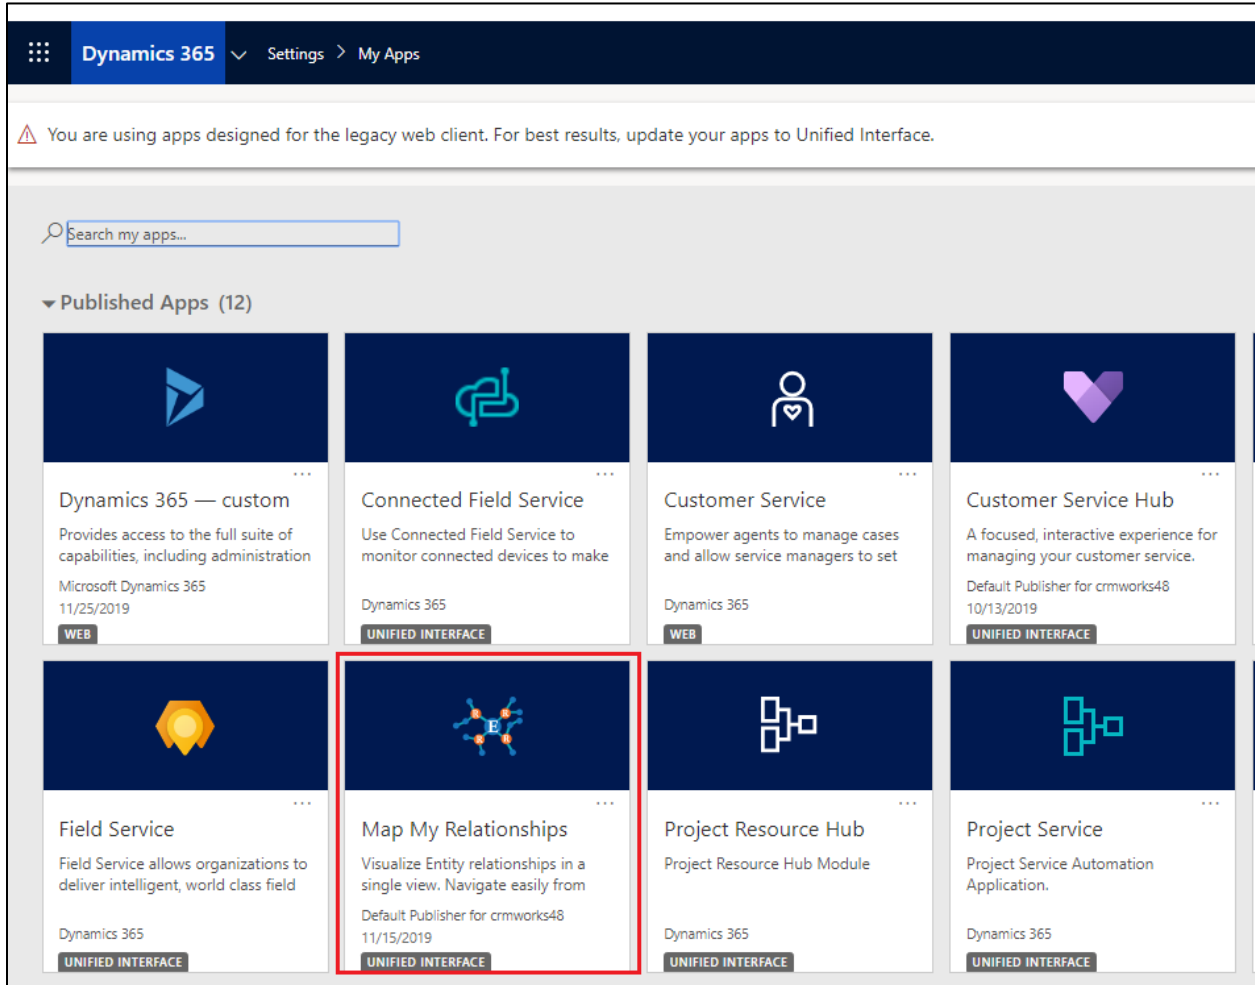 Dynamics 365 Settings > My Apps
You are using apps designed for the legacy web client. For best results, update your apps to Unified Interface.
Search my apps...
Published Apps (12)
Dynamics 365 — custom
Provides access to the full suite of
capabilities, including administration
Microsoft Dynamics 365
11/25/2019
WEB
Connected Field Service
Use Connected Field Service to
monitor connected devices to make
Dynamics 365
UNIFIED INTERFACE
Customer Service
Empower agents to manage cases
and allow service managers to set
Dynamics 365
WEB
Customer Service Hub
A focused, interactive experience for
managing your customer service.
Default Publisher for crmworks48
10/13/2019
UNIFIED INTERFACE
Field Service
Field Service allows organizations to
deliver intelligent, world class field
Dynamics 365
UNIFIED INTERFACE
R R
E
R R
Map My Relationships
Visualize Entity relationships in a
single view. Navigate easily from
Default Publisher for crmworks48
11/15/2019
UNIFIED INTERFACE
Project Resource Hub
Project Resource Hub Module
Dynamics 365
UNIFIED INTERFACE
Project Service
Project Service Automation
Application.
Dynamics 365
UNIFIED INTERFACE